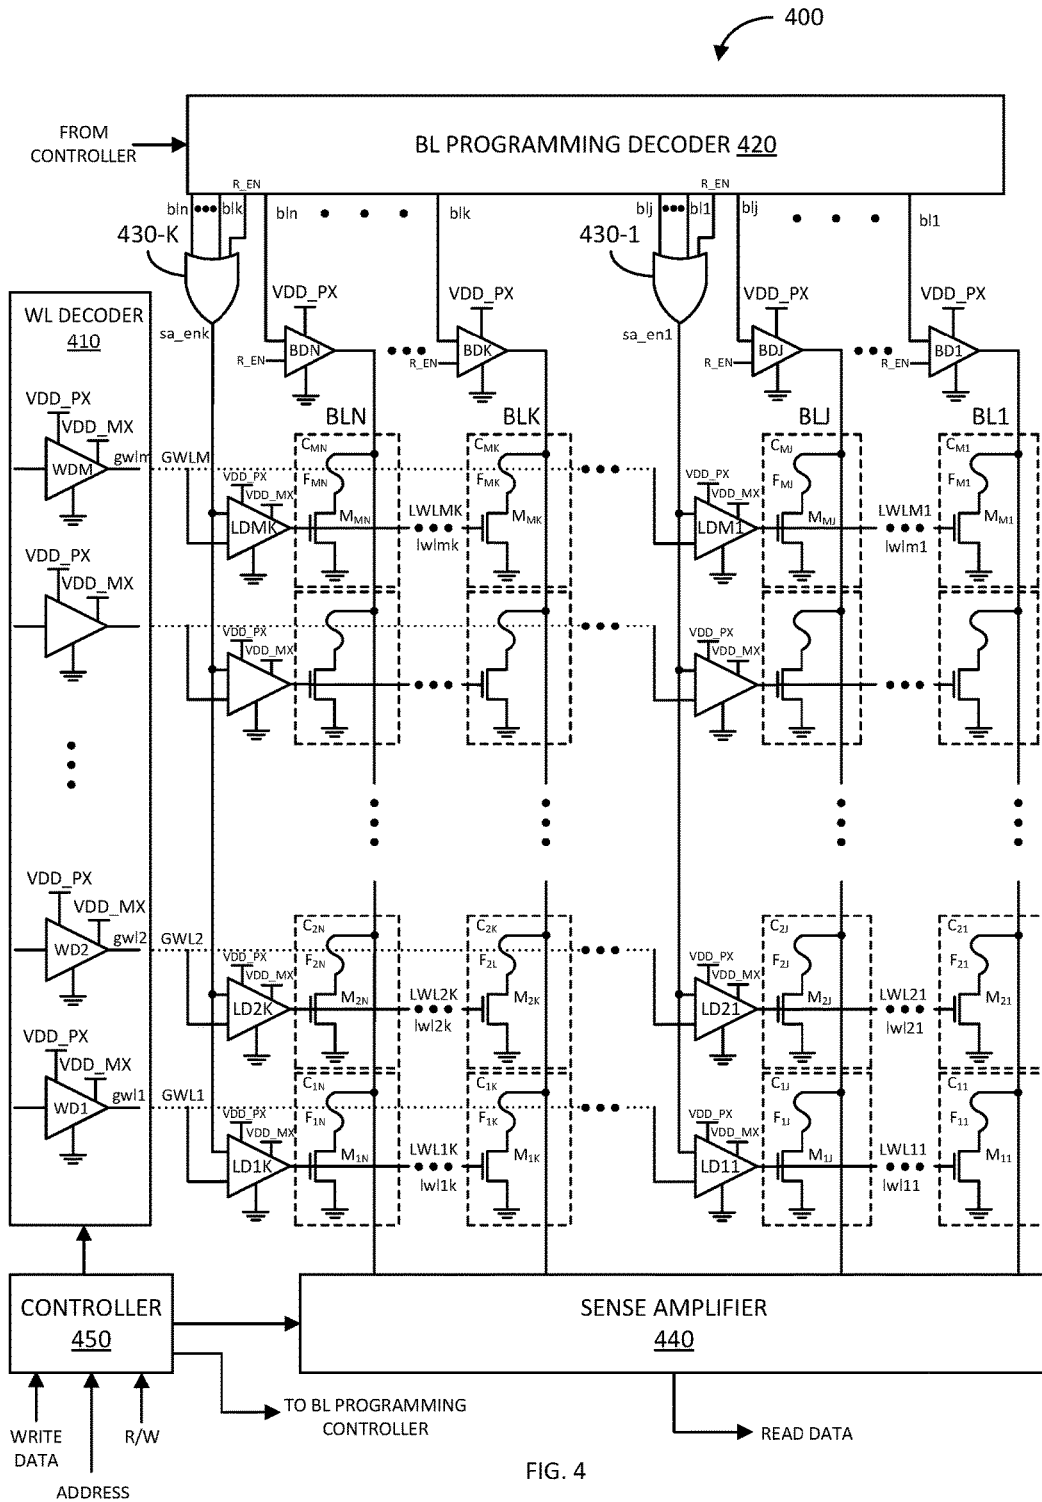 400
BL PROGRAMMING DECODER 420
FROM
CONTROLLER
R_EN
R_EN
bln blk bln blk blj bl1 blj bl1
430-K
430-1
WL DECODER
410
VDD_PX VDD_PX VDD_PX VDD_PX
sa_enk
sa_en1
BDN BDK BDJ BD1
R_EN R_EN R_EN R_EN
VDD_PX
VDD_MX
BLN BLK BLJ BL1
WDM gwlm GWLM
CMN CMK CMJ CM1
VDD_PX VDD_PX
FMN FMK FMJ FM1
VDD_MX VDD_MX
LDMK MMN LWLMK MMK LDM1 MMJ LWLM1 MM1
lwlmk lwlm1
VDD_PX
VDD_MX
VDD_PX VDD_PX
VDD_MX VDD_MX
VDD_PX
VDD_MX
WD2 gwl2 GWL2
C2N C2K C2J C21
VDD_PX VDD_PX
F2N F2L F2J F21
VDD_MX VDD_MX
LD2K M2N LWL2K M2K LD21 M2J LWL21 M21
lwl2k lwl21
VDD_PX
VDD_MX
WD1 gwl1 GWL1
C1N C1K C1J C11
VDD_PX VDD_PX
F1N F1K F1J F11
VDD_MX VDD_MX
LD1K M1N LWL1K M1K LD11 M1J LWL11 M11
lwl1k lwl11
CONTROLLER
450
SENSE AMPLIFIER
440
WRITE
DATA
R/W
ADDRESS
TO BL PROGRAMMING
CONTROLLER
READ DATA
FIG. 4